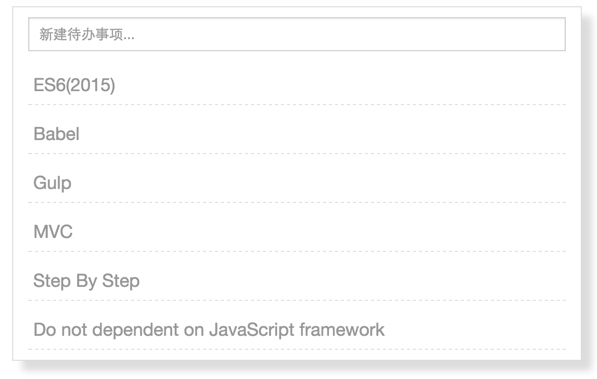 新建待办事项...
ES6(2015)
Babel
Gulp
MVC
Step By Step
Do not dependent on JavaScript framework